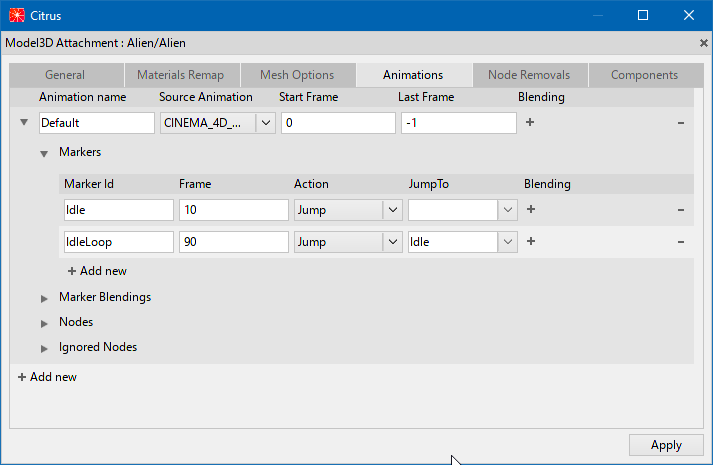 Citrus
Model3D Attachment : Alien/Alien
General Materials Remap Mesh Options Animations Node Removals Components
Animation name Source Animation Start Frame Last Frame Blending
Default CINEMA_4D_... 0 -1 + -
Markers
Marker Id Frame Action JumpTo Blending
Idle 10 Jump + -
IdleLoop 90 Jump Idle + -
+ Add new
Marker Blendings
Nodes
Ignored Nodes
+ Add new
Apply